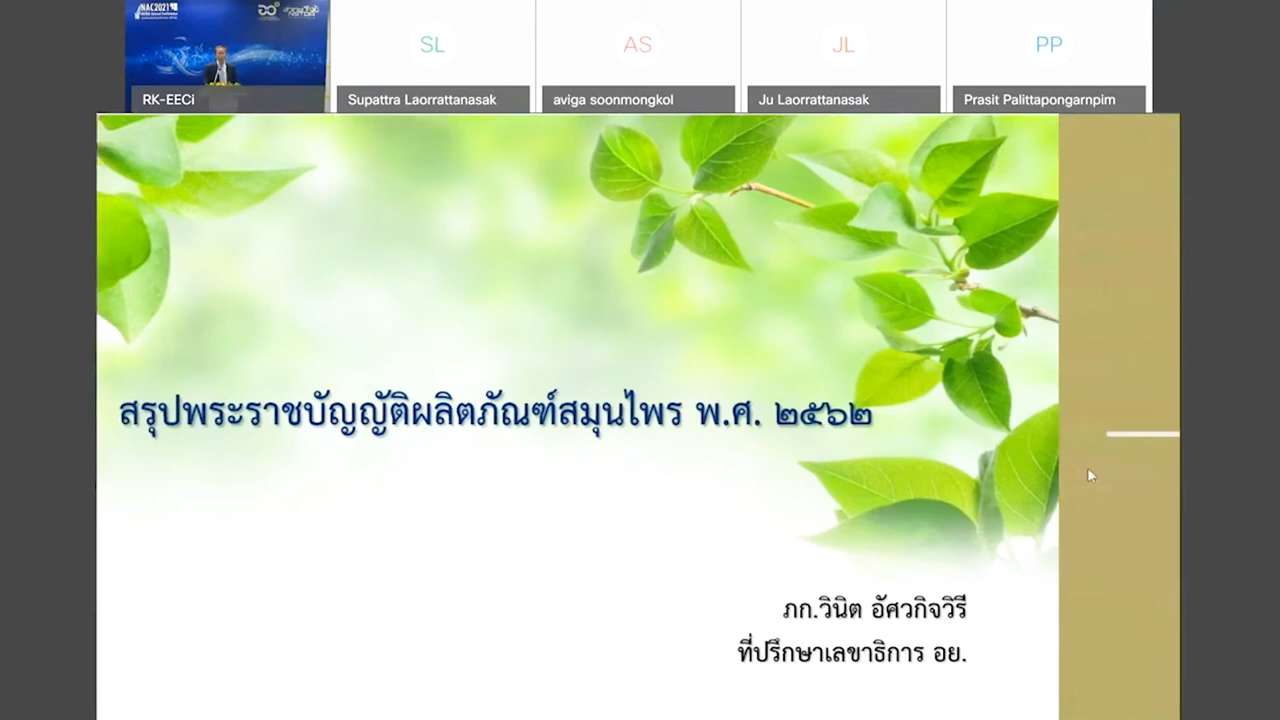 NAC2021
SL
AS
JL
PP
RK-EECi
Supattra Laorrattanasak
aviga soonmongkol
Ju Laorrattanasak
Prasit Palittapongarnpim
สรุปพระราชบัญญัติผลิตภัณฑ์สมุนไพร พ.ศ. ๒๕๖๒
ภก.วินิต อัศวกิจวิรี
ที่ปรึกษาเลขาธิการ อย.